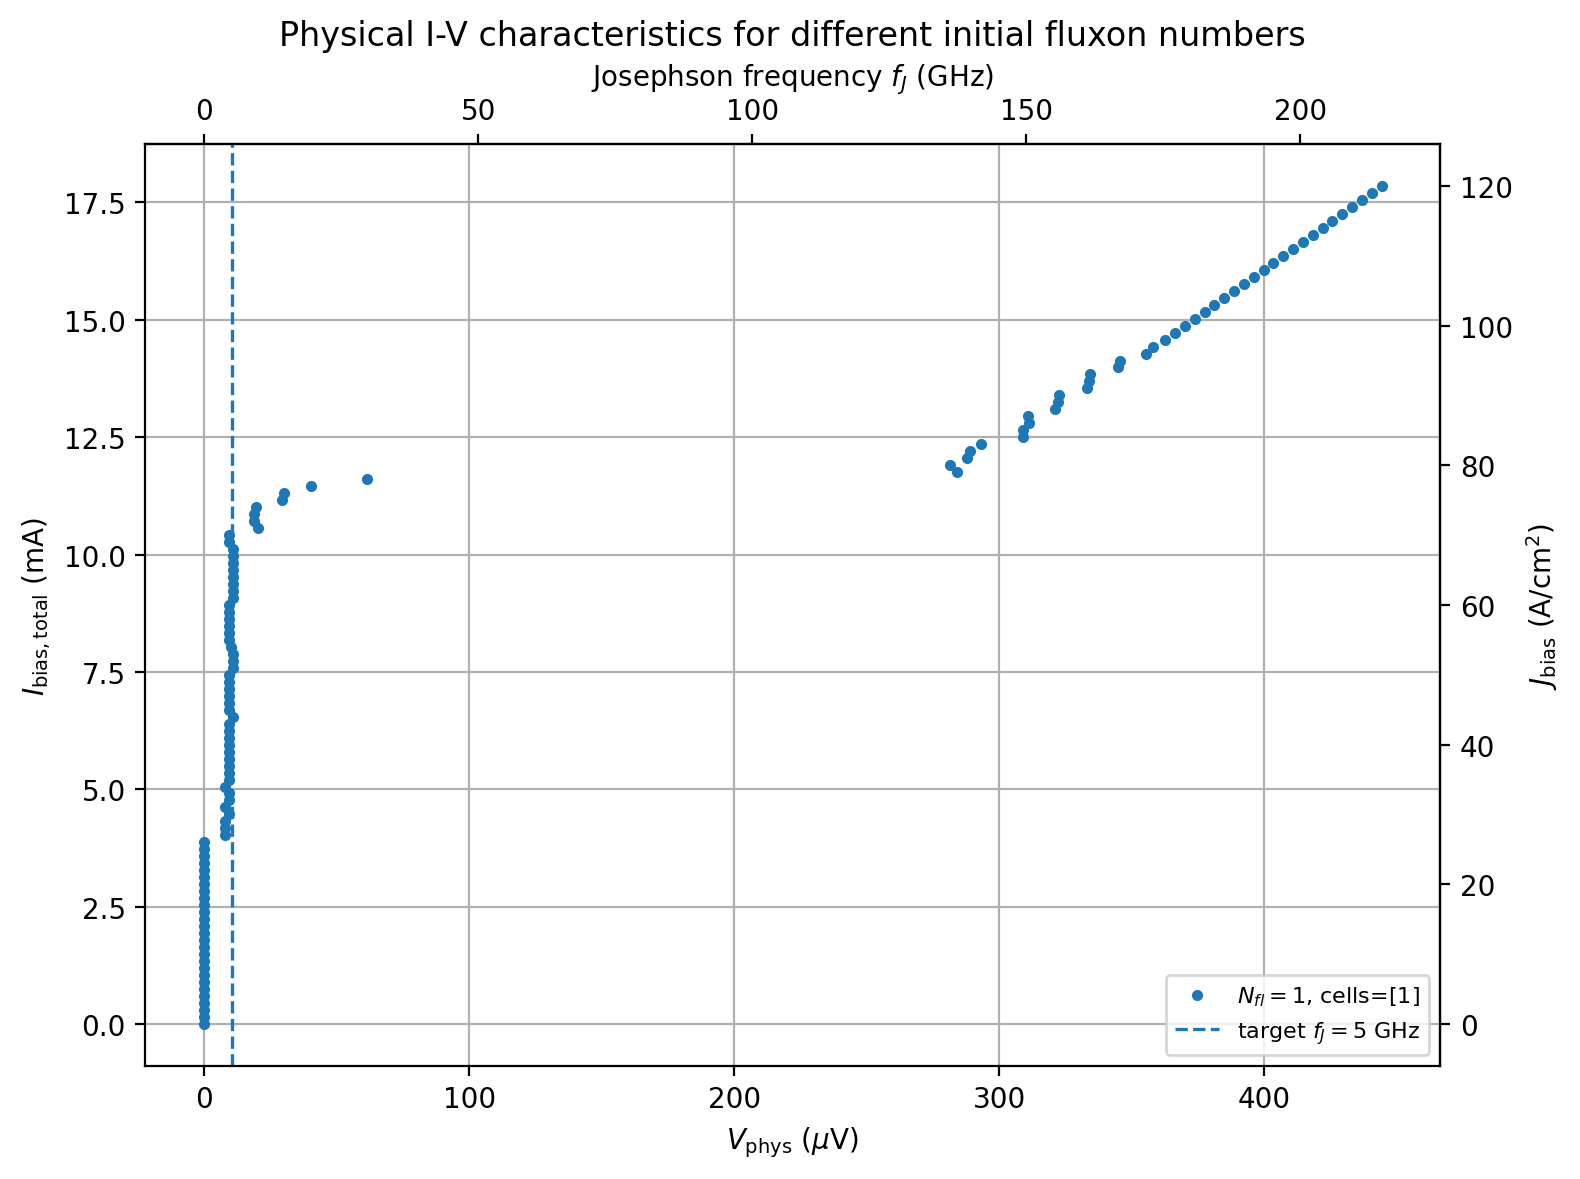 Physical I-V characteristics for different initial fluxon numbers
Josephson frequency f_J (GHz)
0 50 100 150 200
17.5
15.0
12.5
10.0
7.5
5.0
2.5
0.0
I_bias, total (mA)
120
100
80
60
40
20
0
J_bias (A/cm²)
N_fl = 1, cells=[1]
target f_J = 5 GHz
0 100 200 300 400
V_phys (μV)